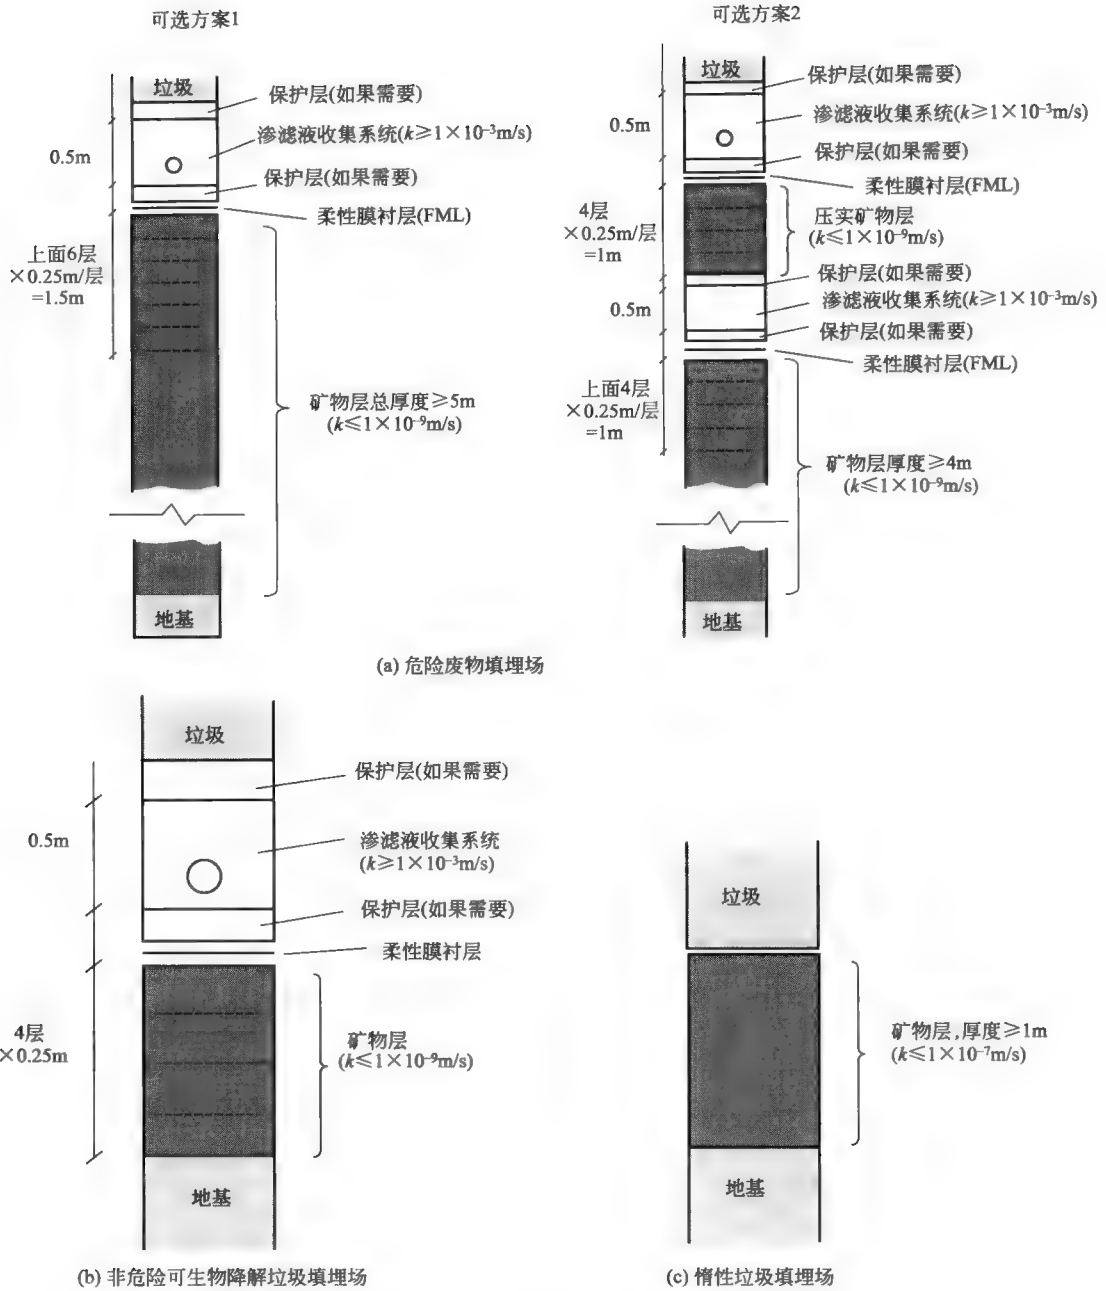 可选方案1
垃圾
保护层(如果需要)
渗滤液收集系统(k≥1×10⁻³m/s)
0.5m
保护层(如果需要)
柔性膜衬层(FML)
上面6层
×0.25m/层
=1.5m
矿物层总厚度≥5m
(k≤1×10⁻⁹m/s)
地基
可选方案2
垃圾
保护层(如果需要)
渗滤液收集系统(k≥1×10⁻³m/s)
0.5m
保护层(如果需要)
柔性膜衬层(FML)
4层
×0.25m/层
=1m
压实矿物层
(k≤1×10⁻⁹m/s)
保护层(如果需要)
0.5m
渗滤液收集系统(k≥1×10⁻³m/s)
保护层(如果需要)
柔性膜衬层(FML)
上面4层
×0.25m/层
=1m
矿物层厚度≥4m
(k≤1×10⁻⁹m/s)
地基
(a) 危险废物填埋场
垃圾
保护层(如果需要)
0.5m
渗滤液收集系统
(k≥1×10⁻³m/s)
保护层(如果需要)
柔性膜衬层
4层
×0.25m
矿物层
(k≤1×10⁻⁹m/s)
地基
(b) 非危险可生物降解垃圾填埋场
垃圾
矿物层,厚度≥1m
(k≤1×10⁻⁷m/s)
地基
(c) 惰性垃圾填埋场